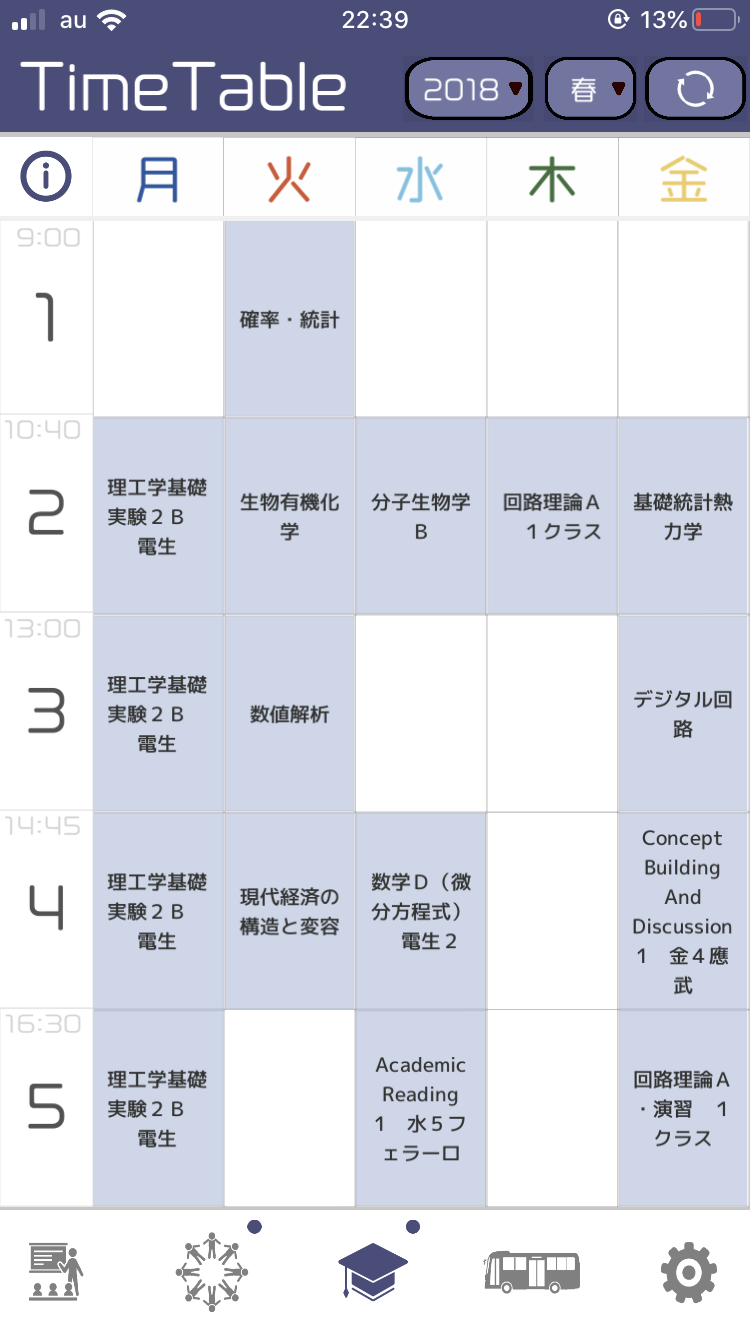 au 22:39 13%
TimeTable 2018 春
月 火 水 木 金
9:00
1
確率・統計
10:40
2
理工学基礎
実験２Ｂ
電生
生物有機化
学
分子生物学
Ｂ
回路理論Ａ
１クラス
基礎統計熱
力学
13:00
3
理工学基礎
実験２Ｂ
電生
数値解析
デジタル回
路
14:45
4
理工学基礎
実験２Ｂ
電生
現代経済の
構造と変容
数学Ｄ（微
分方程式）
電生２
Concept
Building
And
Discussion
1　金４應
武
16:30
5
理工学基礎
実験２Ｂ
電生
Academic
Reading
1　水５フ
ェラーロ
回路理論Ａ
・演習　１
クラス